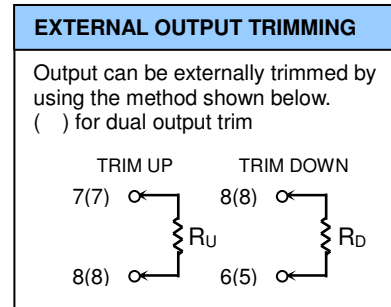 EXTERNAL OUTPUT TRIMMING
Output can be externally trimmed by
using the method shown below.
( ) for dual output trim
TRIM UP TRIM DOWN
7(7) 8(8)
RU RD
8(8) 6(5)